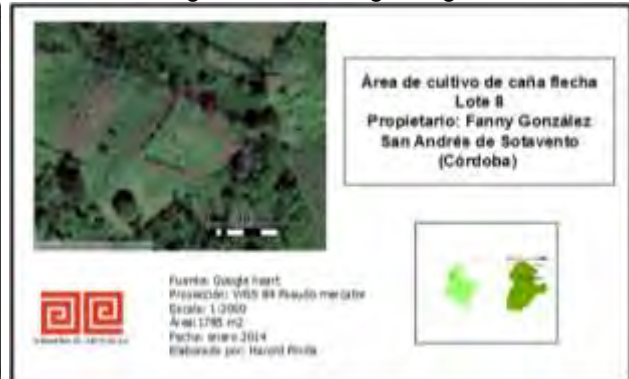 Área de cultivo de caña flecha
Lote 8
Propietario: Fanny González
San Andrés de Sotavento
(Córdoba)
Fuente: Google heart
Proyección: WGS 84 Pseudo mercator
Escala: 1:2000
Área: 1785 m2
Fecha: enero 2014
Elaborado por: Harold Pinilla